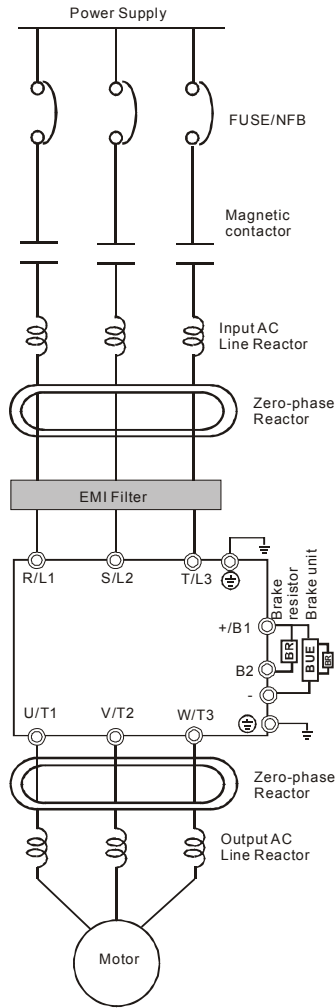 Power Supply
FUSE/NFB
Magnetic
contactor
Input AC
Line Reactor
Zero-phase
Reactor
EMI Filter
R/L1
S/L2
T/L3
+/B1
Brake
resistor
Brake unit
BR
BUE
BR
B2
-
U/T1
V/T2
W/T3
Zero-phase
Reactor
Output AC
Line Reactor
Motor